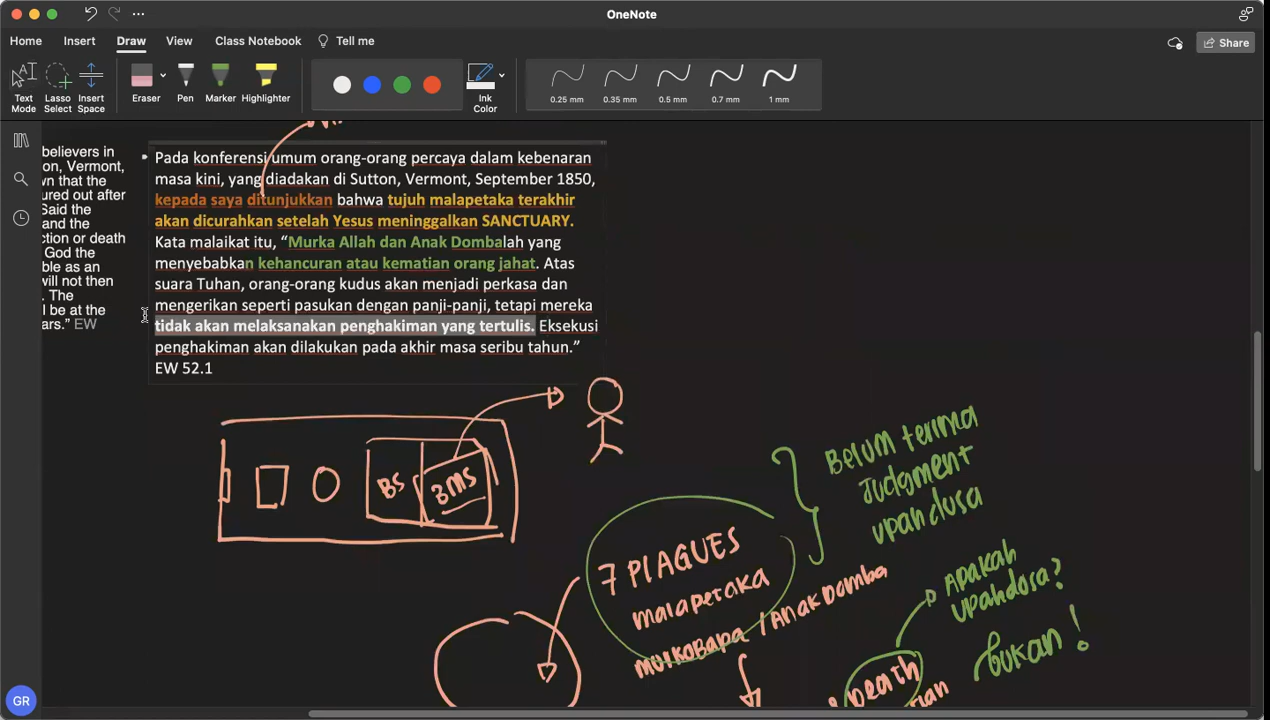 OneNote
Home Insert Draw View Class Notebook Tell me
Share
Text Mode
Lasso Select
Insert Space
Eraser
Pen
Marker
Highlighter
Ink Color
0.25 mm
0.35 mm
0.5 mm
0.7 mm
1 mm
believers in
on, Vermont,
n that the
ured out after
Said the
and the
ction or death
God the
ble as an
will not then
. The
l be at the
ars.” EW
Pada konferensi umum orang-orang percaya dalam kebenaran
masa kini, yang diadakan di Sutton, Vermont, September 1850,
kepada saya ditunjukkan bahwa tujuh malapetaka terakhir
akan dicurahkan setelah Yesus meninggalkan SANCTUARY.
Kata malaikat itu, “Murka Allah dan Anak Dombalah yang
menyebabkan kehancuran atau kematian orang jahat. Atas
suara Tuhan, orang-orang kudus akan menjadi perkasa dan
mengerikan seperti pasukan dengan panji-panji, tetapi mereka
tidak akan melaksanakan penghakiman yang tertulis. Eksekusi
penghakiman akan dilakukan pada akhir masa seribu tahun.”
EW 52.1
BS
BMS
Belum terima
Judgment
upah dusa
7 PLAGUES
malapetaka
/Anak Domba
Apakah
upah dosa?
bukan!
Death
GR